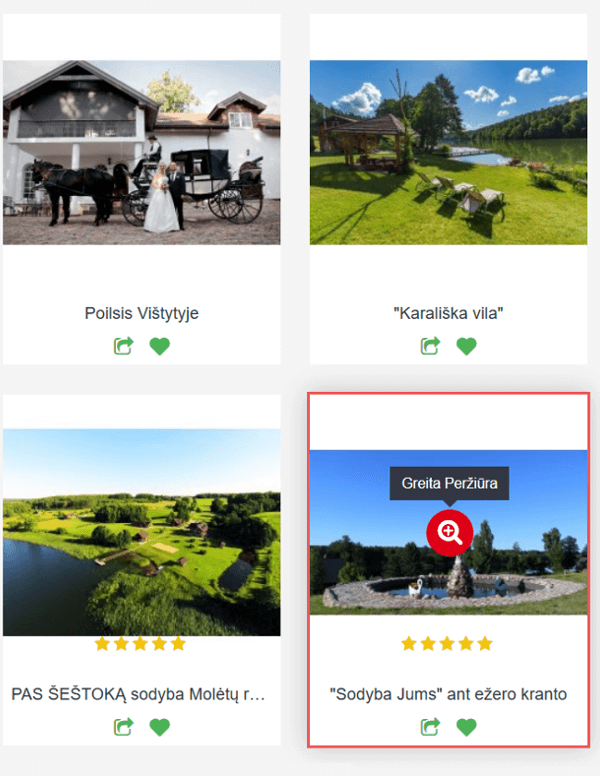 Poilsis Vištytyje
"Karališka vila"
Greita Peržiūra
PAS ŠEŠTOKĄ sodyba Molėtų r…
"Sodyba Jums" ant ežero kranto